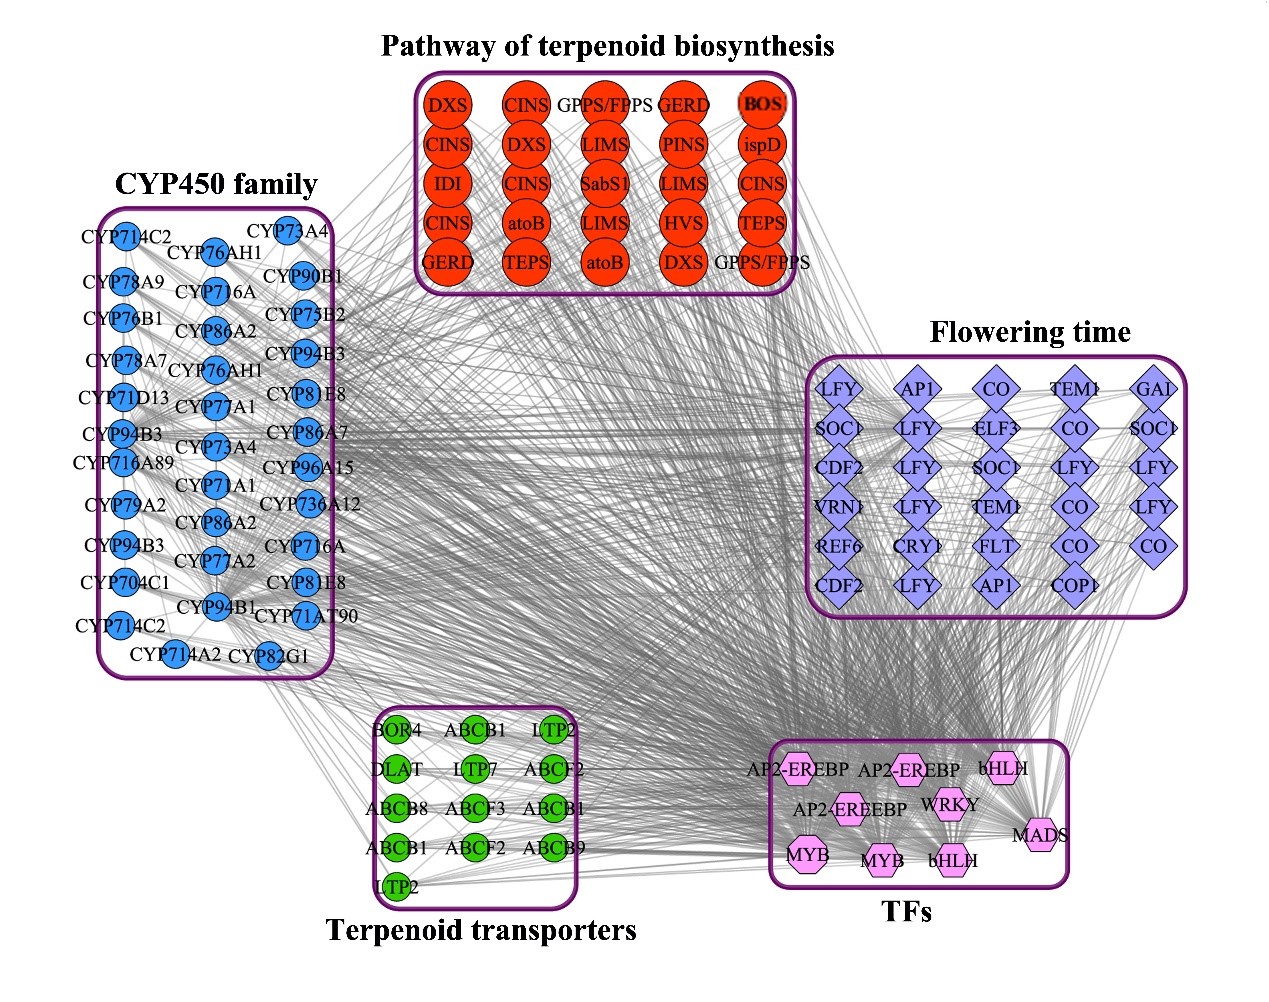 Pathway of terpenoid biosynthesis
DXS CINS GPPS/FPPS GERD BOS
CINS DXS LIMS PINS ispD
IDI CINS SabS1 LIMS CINS
CINS atoB LIMS HVS TEPS
GERD TEPS atoB DXS GPPS/FPPS
CYP450 family
CYP714C2 CYP76AH1 CYP73A4
CYP78A9 CYP716A CYP90B1
CYP76B1 CYP86A2 CYP75B2
CYP78A7 CYP76AH1 CYP94B3
CYP71D13 CYP77A1 CYP81E8
CYP94B3 CYP73A4 CYP86A7
CYP716A89 CYP71A1 CYP96A15
CYP79A2 CYP86A2 CYP736A12
CYP94B3 CYP77A2 CYP716A
CYP704C1 CYP94B1 CYP81E8
CYP714C2 CYP71AT90
CYP714A2 CYP82G1
Flowering time
LFY AP1 CO TEM1 GAI
SOC1 LFY ELF3 CO SOC1
CDF2 LFY SOC1 LFY LFY
VRN1 LFY TEM1 CO LFY
REF6 CRY1 FLT CO CO
CDF2 LFY AP1 COP1
BOR4 ABCB1 LTP2
DLAT LTP7 ABCF2
ABCB8 ABCF3 ABCB1
ABCB1 ABCF2 ABCB9
LTP2
Terpenoid transporters
AP2-EREBP AP2-EREBP bHLH
AP2-EREEBP WRKY
MADS
MYB MYB bHLH
TFs